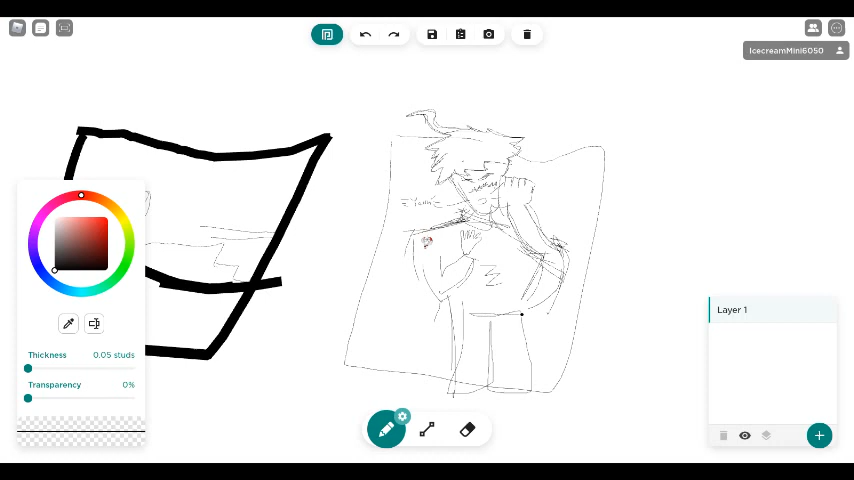 IcecreamMini6050
Thickness 0.05 studs
Transparency 0%
Layer 1